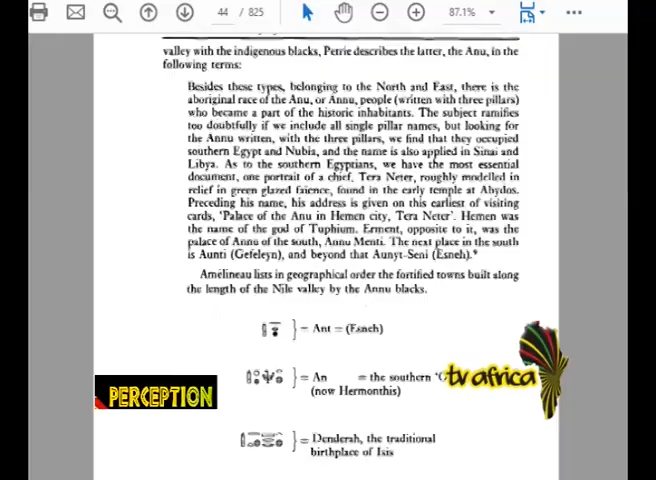 44 / 825
87.1%
valley with the indigenous blacks, Petrie describes the latter, the Anu, in the
following terms:
Besides these types, belonging to the North and East, there is the
aboriginal race of the Anu, or Annu, people (written with three pillars)
who became a part of the historic inhabitants. The subject ramifies
too doubtfully if we include all single pillar names, but looking for
the Annu written, with the three pillars, we find that they occupied
southern Egypt and Nubia, and the name is also applied in Sinai and
Libya. As to the southern Egyptians, we have the most essential
document, one portrait of a chief, Tera Neter, roughly modelled in
relief in green glazed faience, found in the early temple at Abydos.
Preceding his name, his address is given on this earliest of visiting
cards, 'Palace of the Anu in Hemen city, Tera Neter'. Hemen was
the name of the god of Tuphium. Erment, opposite to it, was the
palace of Annu of the south, Annu Menti. The next place in the south
is Aunti (Gefeleyn), and beyond that Aunyt-Seni (Esneh).⁹
Amélineau lists in geographical order the fortified towns built along
the length of the Nile valley by the Annu blacks.
} = Ant = (Esneh)
} = An = the southern
(now Hermonthis)
tv africa
PERCEPTION
} = Denderah, the traditional
birthplace of Isis